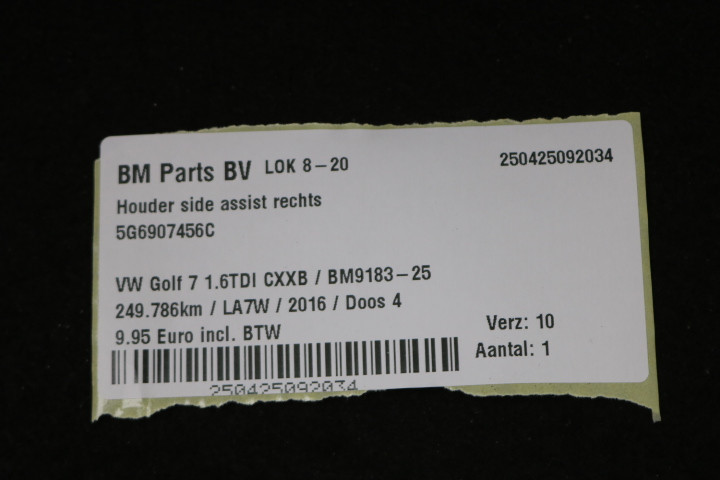 BM Parts BV LOK 8-20 250425092034
Houder side assist rechts
5G6907456C
VW Golf 7 1.6TDI CXXB / BM9183-25
249.786km / LA7W / 2016 / Doos 4
9.95 Euro incl. BTW
Verz: 10
Aantal: 1
250425092034